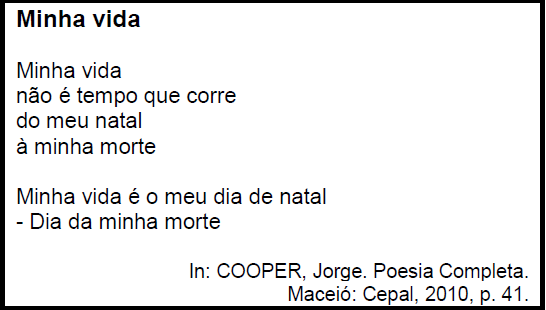 Minha vida
Minha vida
não é tempo que corre
do meu natal
à minha morte
Minha vida é o meu dia de natal
- Dia da minha morte
In: COOPER, Jorge. Poesia Completa.
Maceió: Cepal, 2010, p. 41.